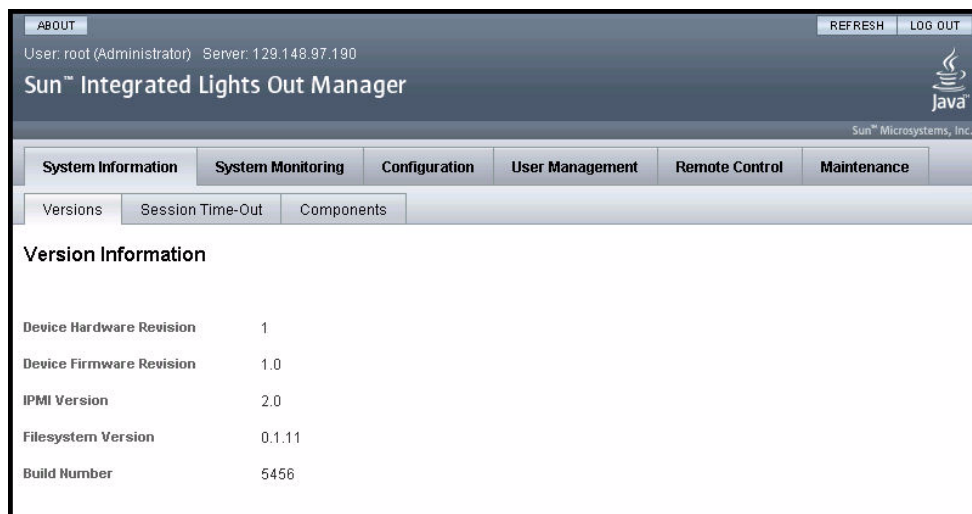 ABOUT REFRESH LOG OUT
User: root (Administrator) Server: 129.148.97.190
Sun™ Integrated Lights Out Manager
Java™
Sun™ Microsystems, Inc.
System Information System Monitoring Configuration User Management Remote Control Maintenance
Versions Session Time-Out Components
Version Information
Device Hardware Revision 1
Device Firmware Revision 1.0
IPMI Version 2.0
Filesystem Version 0.1.11
Build Number 5456